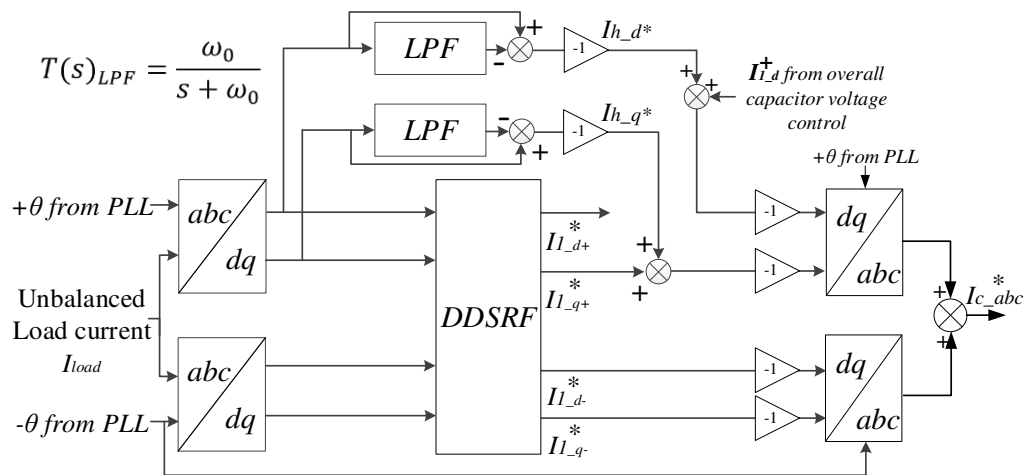 T(s)LPF = ω0 / (s + ω0)
LPF
-
+
-1
Ih_d*
+
+
I1_d+ from overall
capacitor voltage
control
LPF
-
+
-1
Ih_q*
+θ from PLL
+θ from PLL
abc
dq
Unbalanced
Load current
Iload
abc
dq
-θ from PLL
DDSRF
I1_d+*
I1_q+*
+
+
I1_d-*
I1_q-*
-1
-1
dq
abc
-1
-1
dq
abc
+
+
Ic_abc*